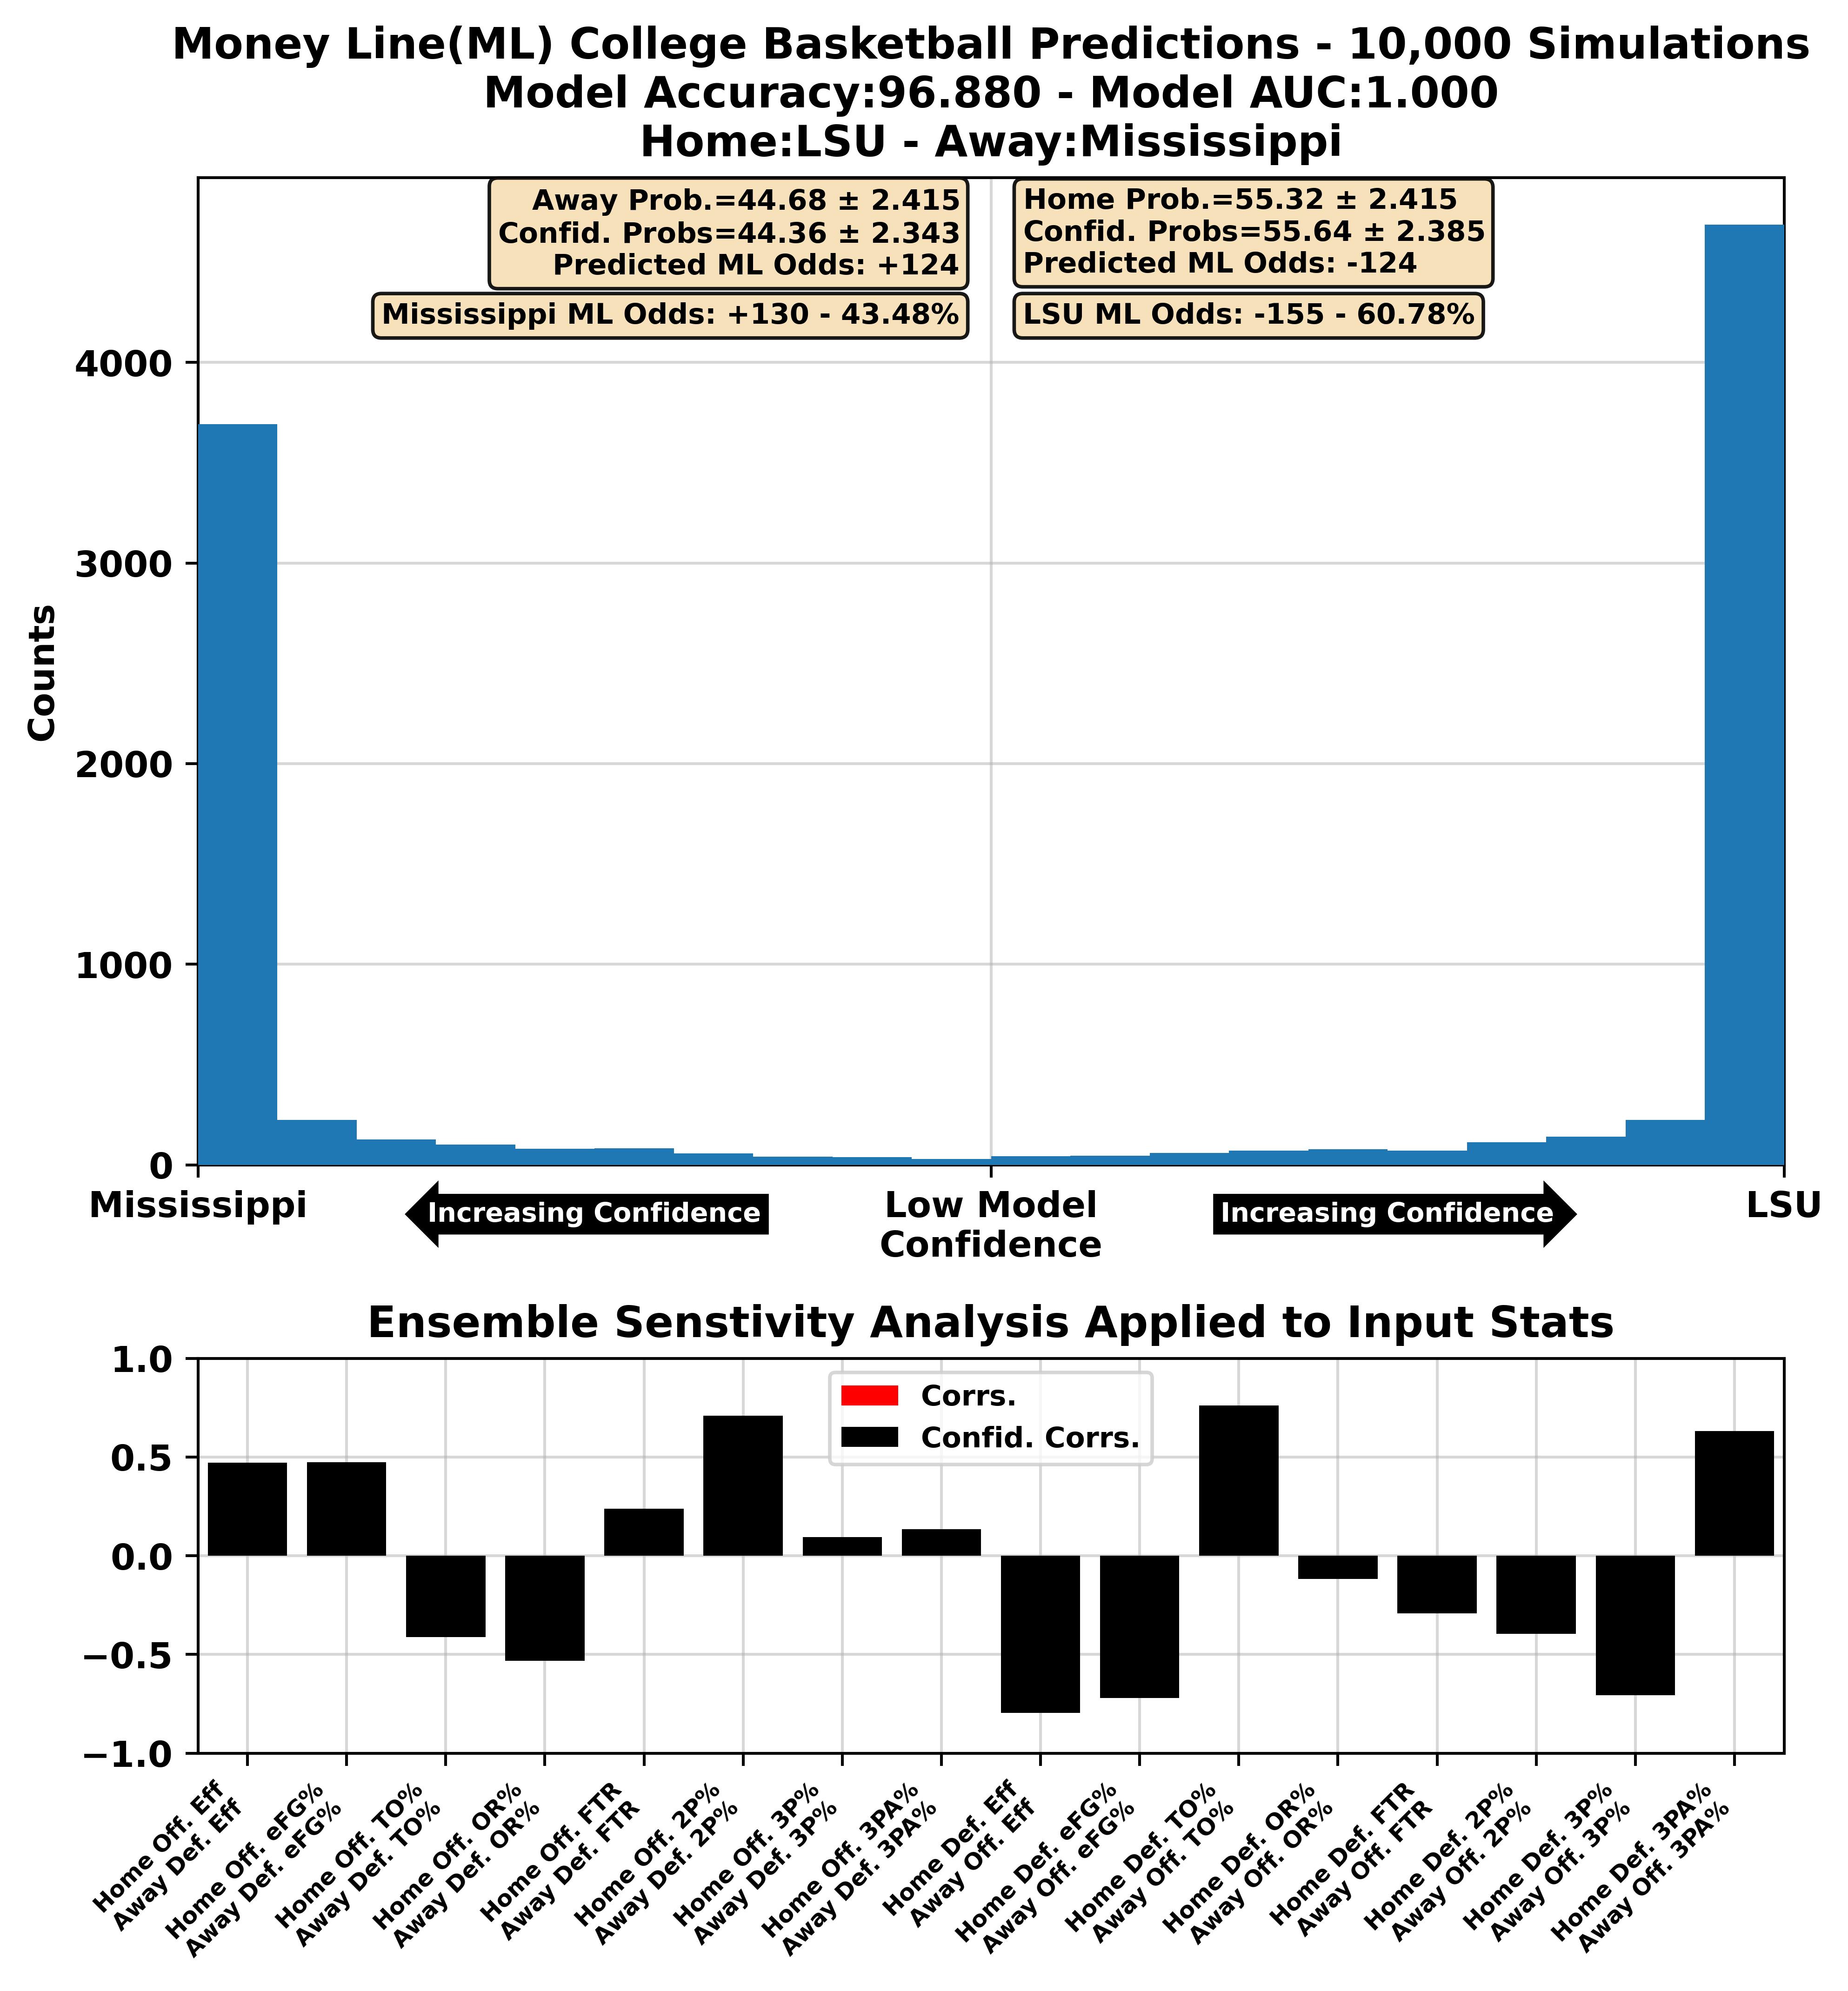 Money Line(ML) College Basketball Predictions - 10,000 Simulations
Model Accuracy:96.880 - Model AUC:1.000
Home:LSU - Away:Mississippi
Away Prob.=44.68 ± 2.415
Confid. Probs=44.36 ± 2.343
Predicted ML Odds: +124
Mississippi ML Odds: +130 - 43.48%
Home Prob.=55.32 ± 2.415
Confid. Probs=55.64 ± 2.385
Predicted ML Odds: -124
LSU ML Odds: -155 - 60.78%
Counts
4000
3000
2000
1000
0
Mississippi
Increasing Confidence
Low Model
Confidence
Increasing Confidence
LSU
Ensemble Senstivity Analysis Applied to Input Stats
Corrs.
Confid. Corrs.
1.0
0.5
0.0
−0.5
−1.0
Home Off. Eff
Away Def. Eff
Home Off. eFG%
Away Def. eFG%
Home Off. TO%
Away Def. TO%
Home Off. OR%
Away Def. OR%
Home Off. FTR
Away Def. FTR
Home Off. 2P%
Away Def. 2P%
Home Off. 3P%
Away Def. 3P%
Home Off. 3PA%
Away Def. 3PA%
Home Def. Eff
Away Off. Eff
Home Def. eFG%
Away Off. eFG%
Home Def. TO%
Away Off. TO%
Home Def. OR%
Away Off. OR%
Home Def. FTR
Away Off. FTR
Home Def. 2P%
Away Off. 2P%
Home Def. 3P%
Away Off. 3P%
Home Def. 3PA%
Away Off. 3PA%